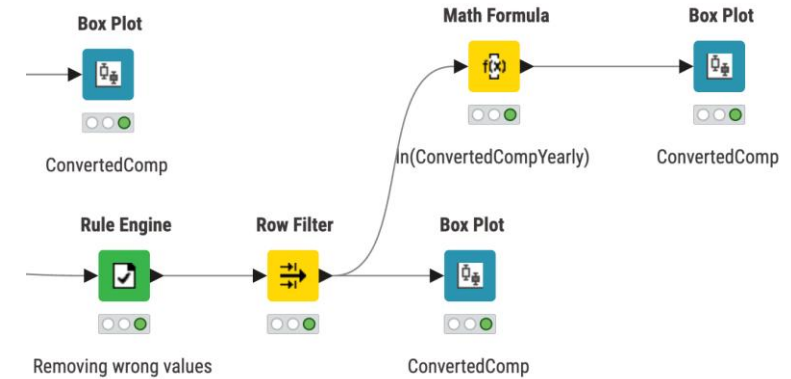 Math Formula
Box Plot
Box Plot
f(x)
ln(ConvertedCompYearly)
ConvertedComp
ConvertedComp
Rule Engine
Row Filter
Box Plot
Removing wrong values
ConvertedComp